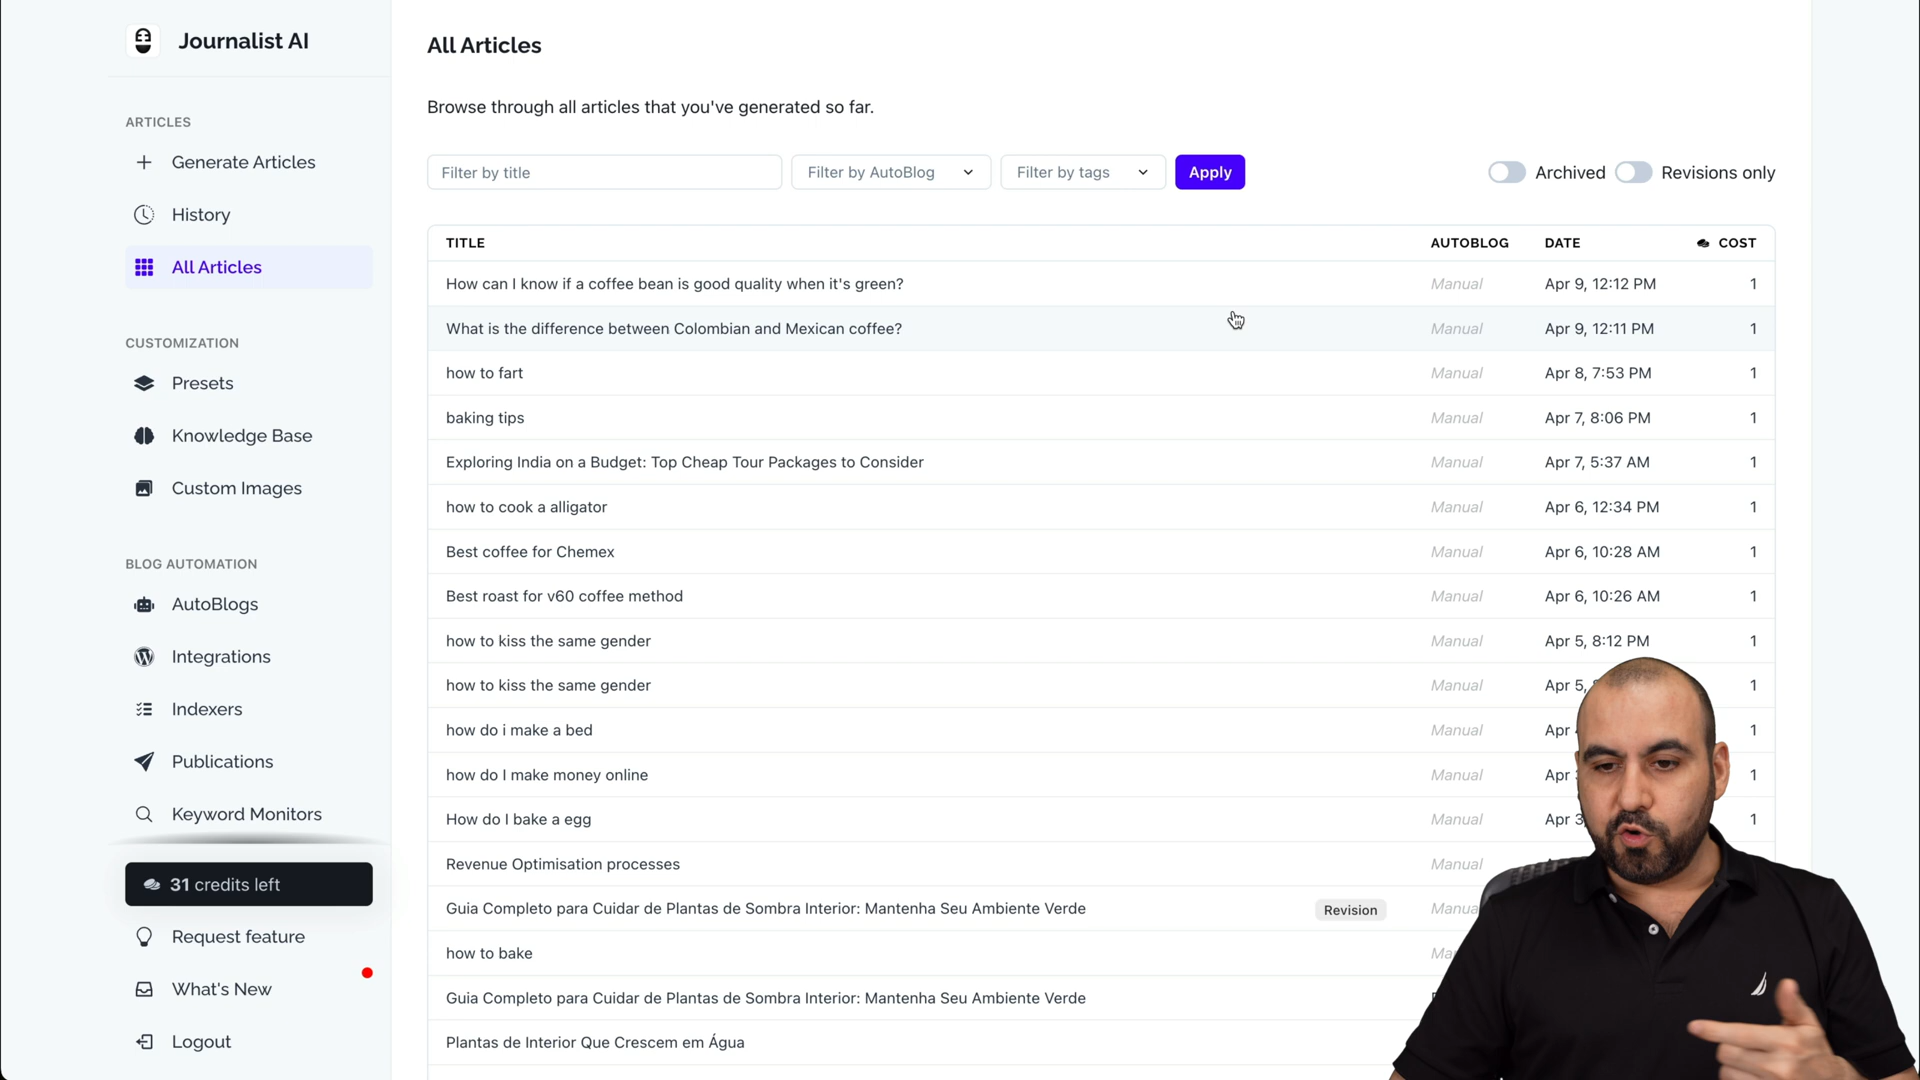 Journalist AI
ARTICLES
Generate Articles
History
All Articles
CUSTOMIZATION
Presets
Knowledge Base
Custom Images
BLOG AUTOMATION
AutoBlogs
Integrations
Indexers
Publications
Keyword Monitors
31 credits left
Request feature
What's New
Logout
All Articles
Browse through all articles that you've generated so far.
Filter by title Filter by AutoBlog Filter by tags Apply Archived Revisions only
TITLE AUTOBLOG DATE COST
How can I know if a coffee bean is good quality when it's green? Manual Apr 9, 12:12 PM 1
What is the difference between Colombian and Mexican coffee? Manual Apr 9, 12:11 PM 1
how to fart Manual Apr 8, 7:53 PM 1
baking tips Manual Apr 7, 8:06 PM 1
Exploring India on a Budget: Top Cheap Tour Packages to Consider Manual Apr 7, 5:37 AM 1
how to cook a alligator Manual Apr 6, 12:34 PM 1
Best coffee for Chemex Manual Apr 6, 10:28 AM 1
Best roast for v60 coffee method Manual Apr 6, 10:26 AM 1
how to kiss the same gender Manual Apr 5, 8:12 PM 1
how to kiss the same gender Manual Apr 5, 1
how do i make a bed Manual Apr 1
how do I make money online Manual Apr 1
How do I bake a egg Manual Apr 3, 1
Revenue Optimisation processes Manual
Guia Completo para Cuidar de Plantas de Sombra Interior: Mantenha Seu Ambiente Verde Revision
how to bake
Guia Completo para Cuidar de Plantas de Sombra Interior: Mantenha Seu Ambiente Verde
Plantas de Interior Que Crescem em Água